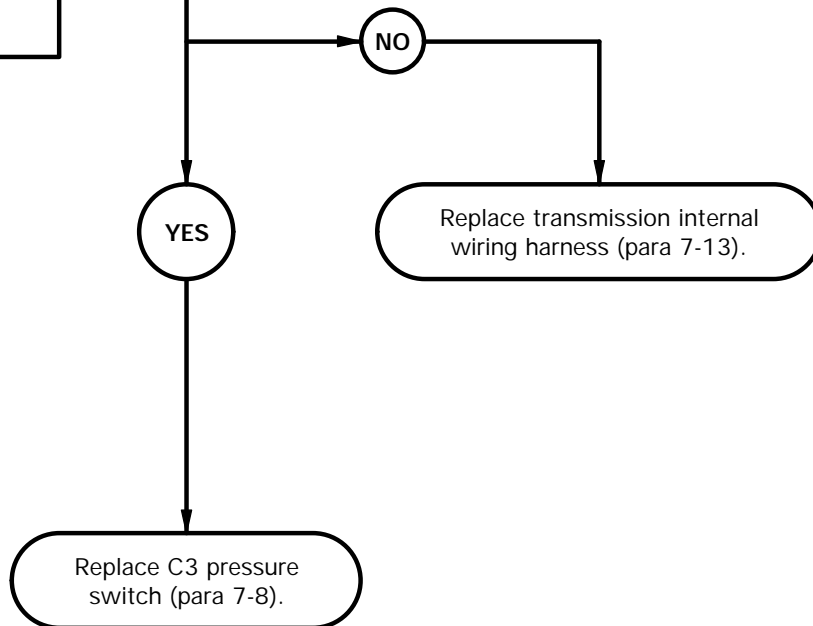 NO
YES
Replace transmission internal
wiring harness (para 7-13).
Replace C3 pressure
switch (para 7-8).